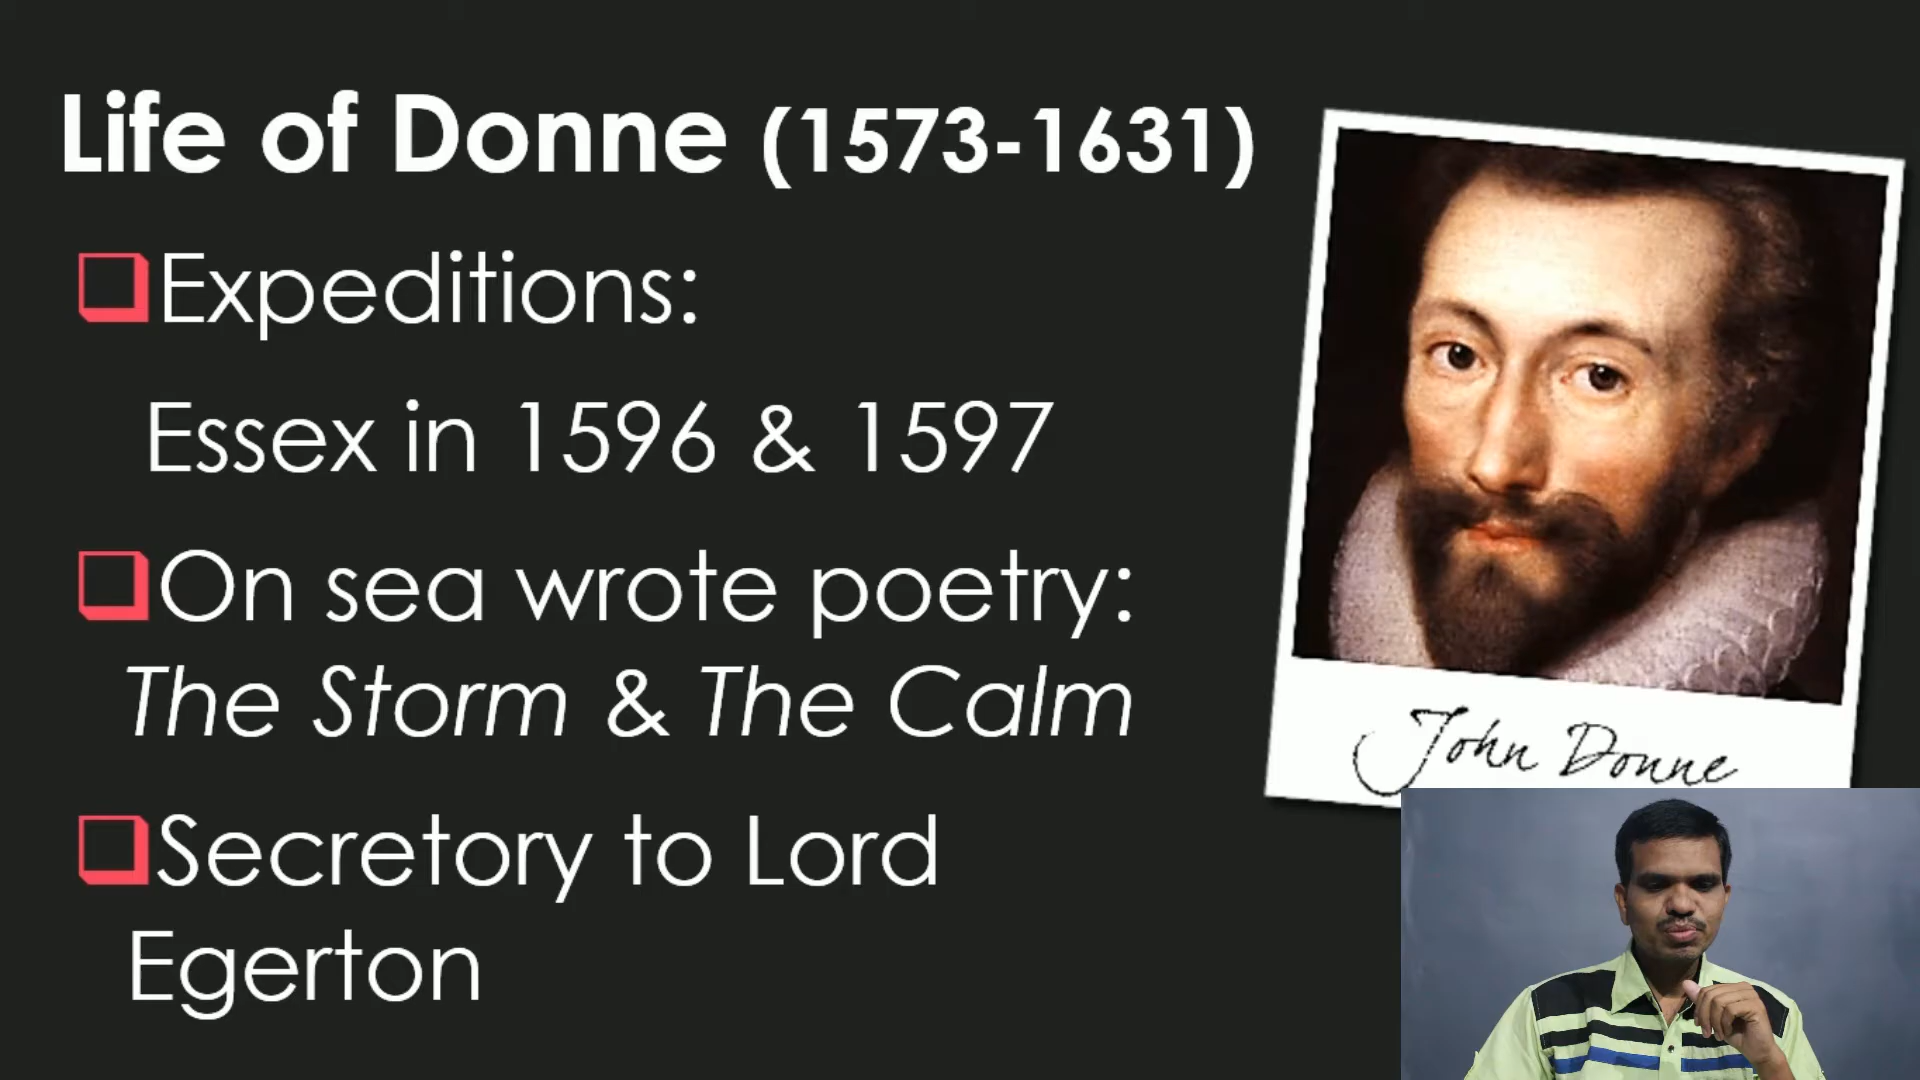 Life of Donne (1573-1631)
Expeditions:
Essex in 1596 & 1597
On sea wrote poetry:
The Storm & The Calm
Secretory to Lord
Egerton
John Donne